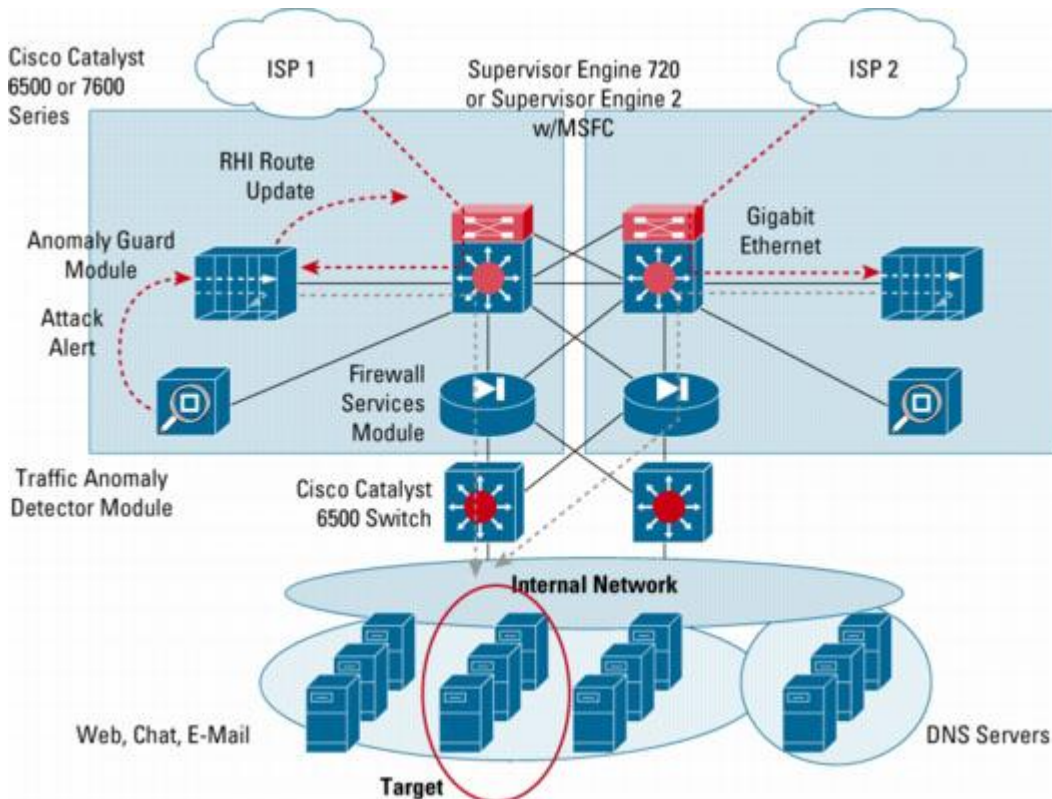 Cisco Catalyst
6500 or 7600
Series
ISP 1
Supervisor Engine 720
or Supervisor Engine 2
w/MSFC
ISP 2
RHI Route
Update
Anomaly Guard
Module
Gigabit
Ethernet
Attack
Alert
Firewall
Services
Module
Traffic Anomaly
Detector Module
Cisco Catalyst
6500 Switch
Internal Network
Web, Chat, E-Mail
DNS Servers
Target